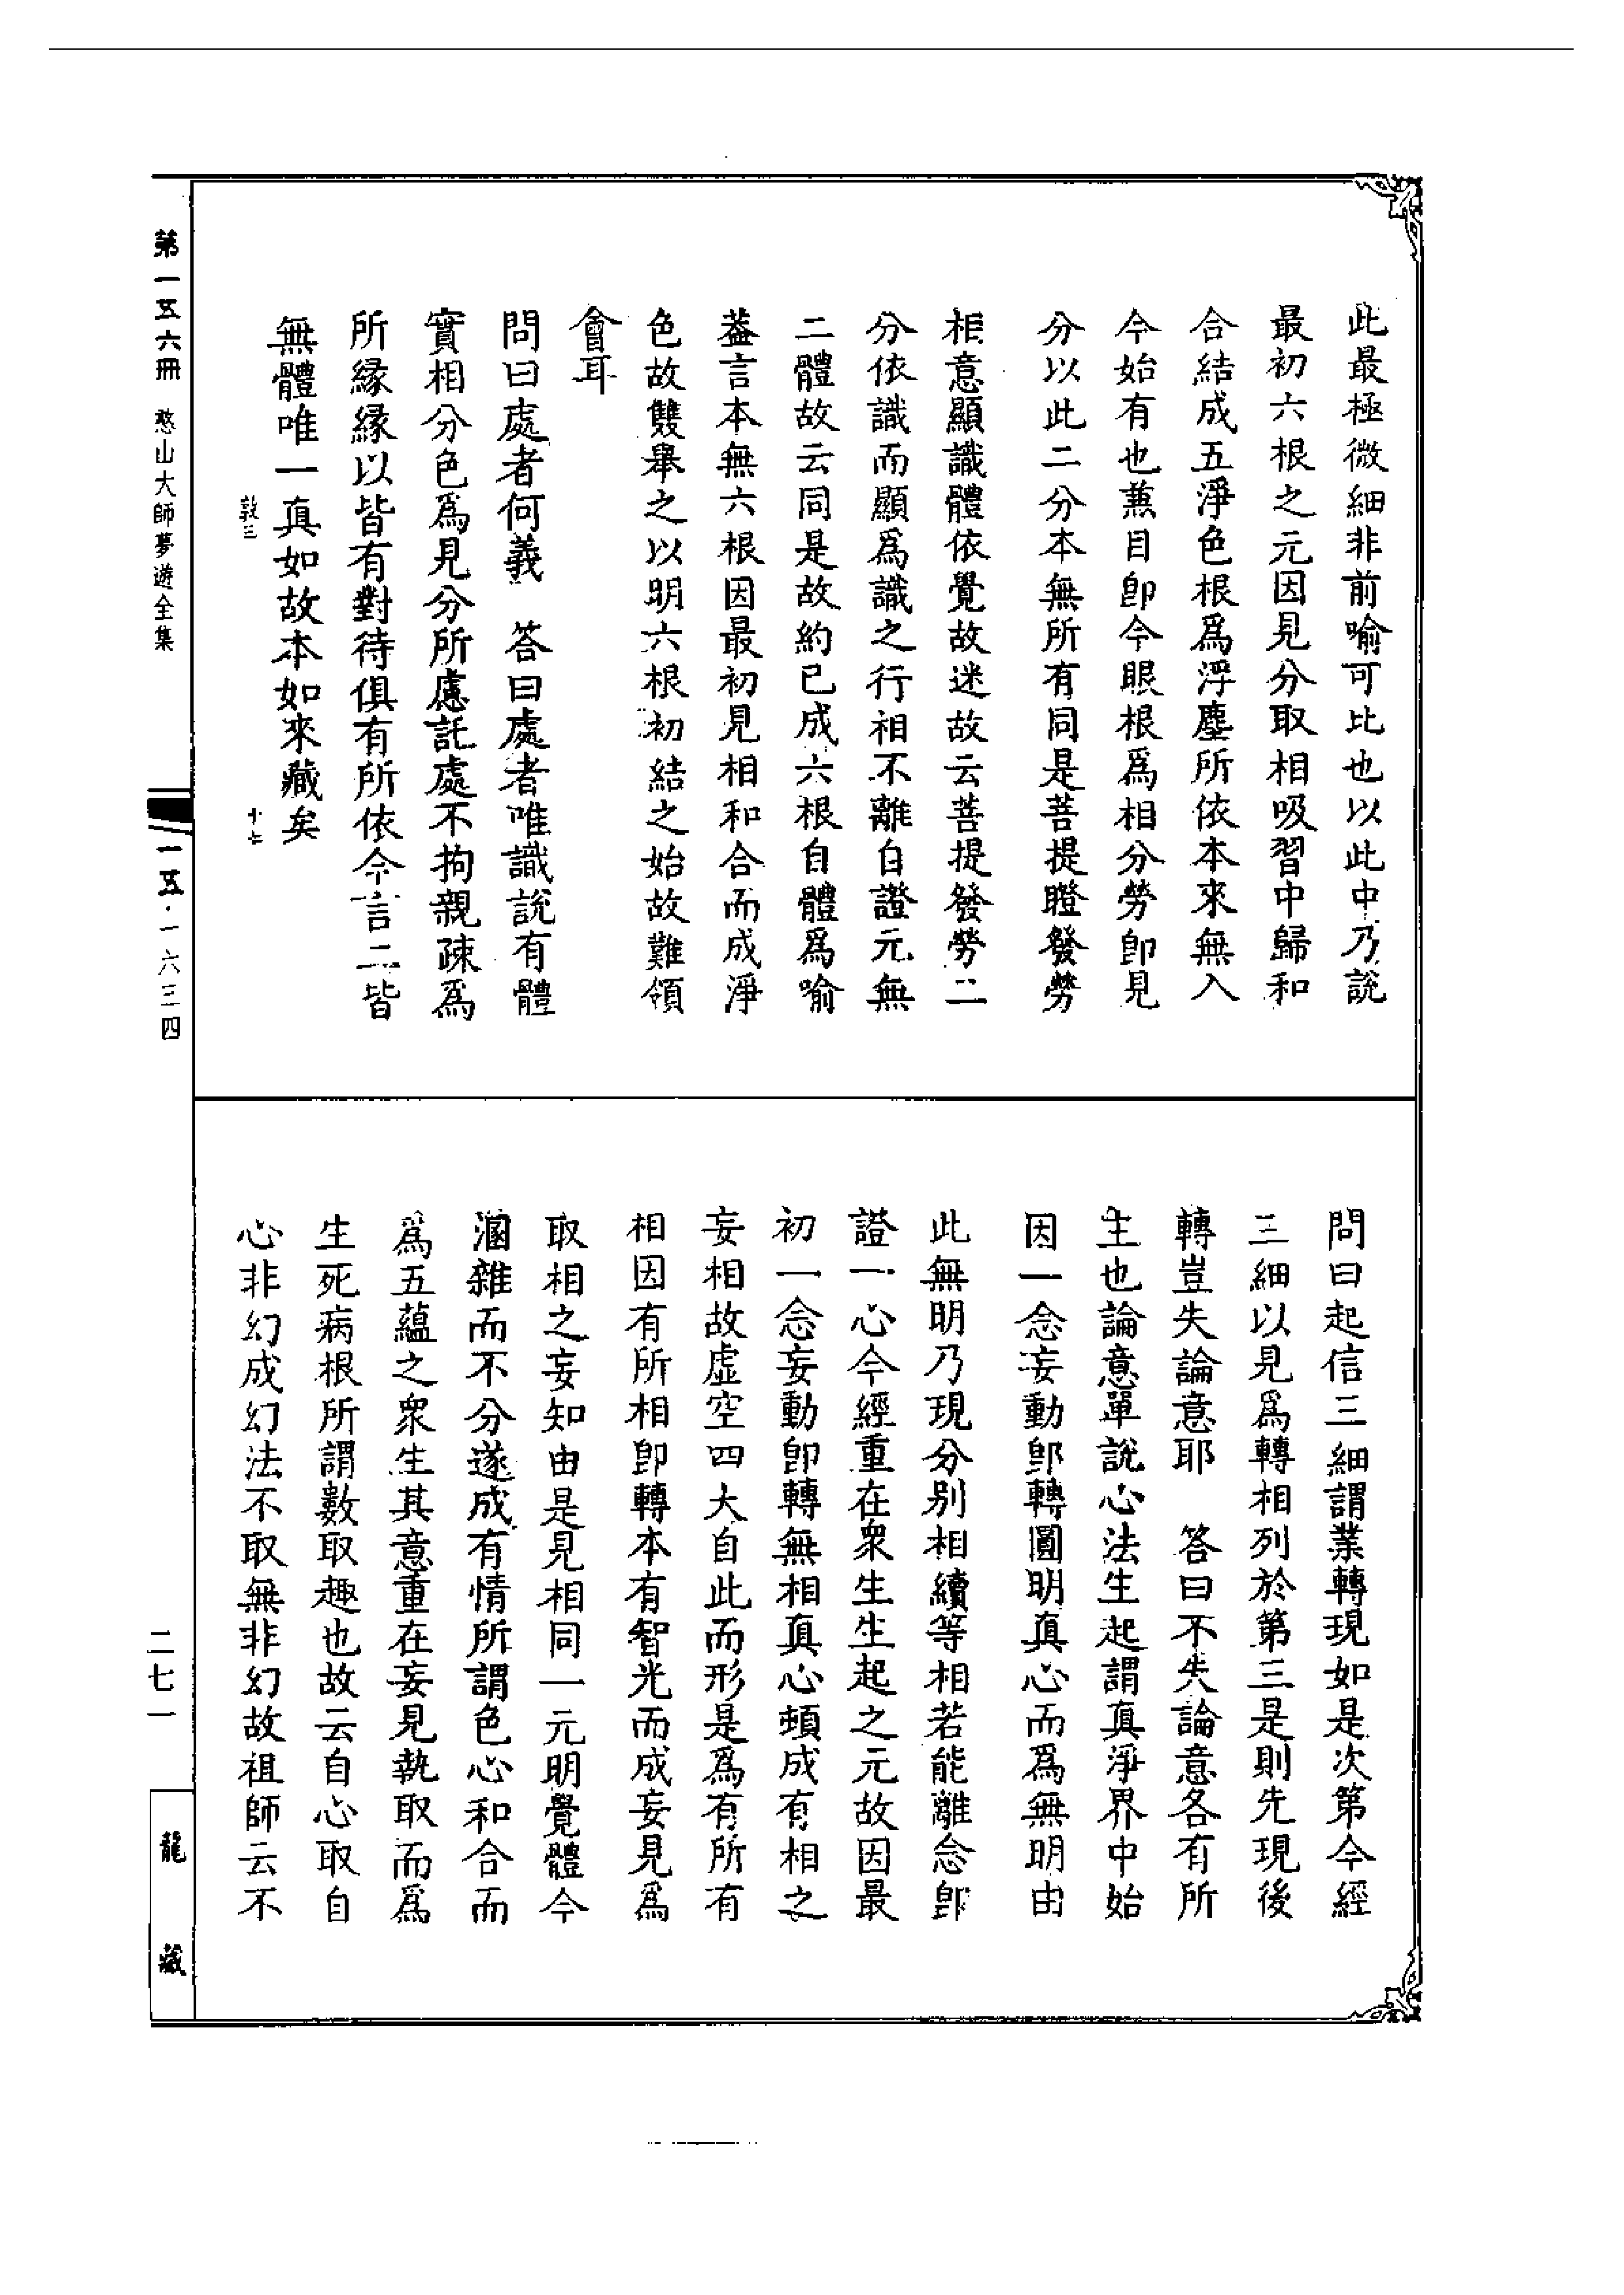 此最極微細非前喻可比也以此中乃說
最初六根之元因見分取相吸習中歸和
合結成五淨色根爲浮塵所依本來無入
今始有也蕪目卽今眼根爲相分勞卽見
分以此二分本無所有同是菩提瞪發勞
相意顯識體依覺故迷故云菩提發勞二
分依識而顯爲識之行相不離自證元無
二體故云同是故約已成六根自體爲喻
葢言本無六根因最初見相和合而成淨
色故雙舉之以明六根初結之始故難領
會耳
問曰處者何義 答曰處者唯識說有體
實相分色爲見分所慮託處不拘親疎爲
所緣緣以皆有對待俱有所依今言二皆
無體唯一眞如故本如來藏矣
敦三 十七
問曰起信三細謂業轉現如是次第今經
三細以見爲轉相列於第三是則先現後
轉豈失論意耶 答曰不失論意各有所
主也論意單說心法生起謂眞淨界中始
因一念妄動卽轉圓明眞心而爲無明由
此無明乃現分別相續等相若能離念卽
證一心今經重在衆生生起之元故因最
初一念妄動卽轉無相眞心頓成有相之
妄相故虛空四大自此而形是爲有所有
相因有所相卽轉本有智光而成妄見爲
取相之妄知由是見相同一元明覺體今
溷雜而不分遂成有情所謂色心和合而
爲五蘊之衆生其意重在妄見執取而爲
生死病根所謂數取趣也故云自心取自
心非幻成幻法不取無非幻故祖師云不
第一五六冊 憨山大師夢遊全集
一五·一六三四
二七一
龍藏